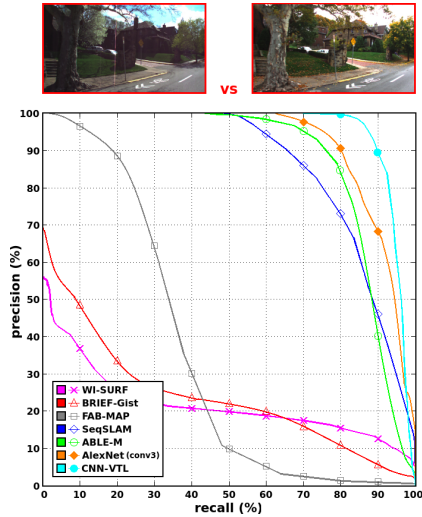 vs
precision (%)
100
90
80
70
60
50
40
30
20
10
0
WI-SURF
BRIEF-Gist
FAB-MAP
SeqSLAM
ABLE-M
AlexNet (conv3)
CNN-VTL
0 10 20 30 40 50 60 70 80 90 100
recall (%)